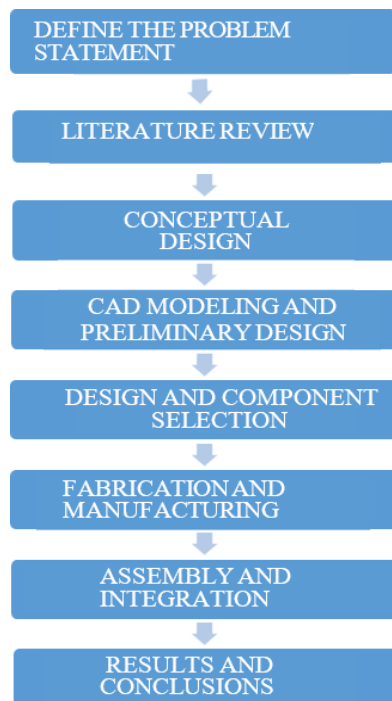 DEFINE THE PROBLEM
STATEMENT
LITERATURE REVIEW
CONCEPTUAL
DESIGN
CAD MODELING AND
PRELIMINARY DESIGN
DESIGN AND COMPONENT
SELECTION
FABRICATION AND
MANUFACTURING
ASSEMBLY AND
INTEGRATION
RESULTS AND
CONCLUSIONS